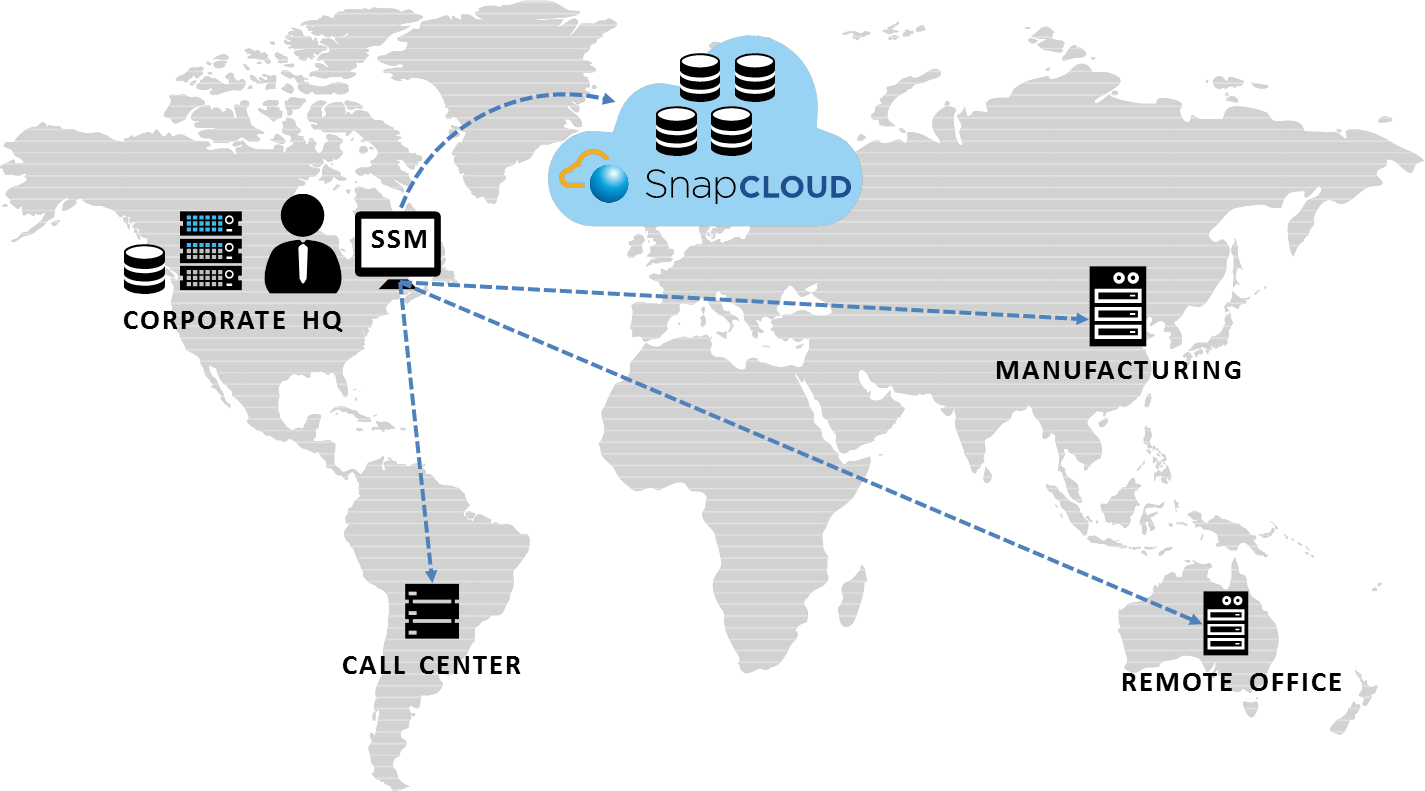 SnapCLOUD
SSM
CORPORATE HQ
MANUFACTURING
CALL CENTER
REMOTE OFFICE